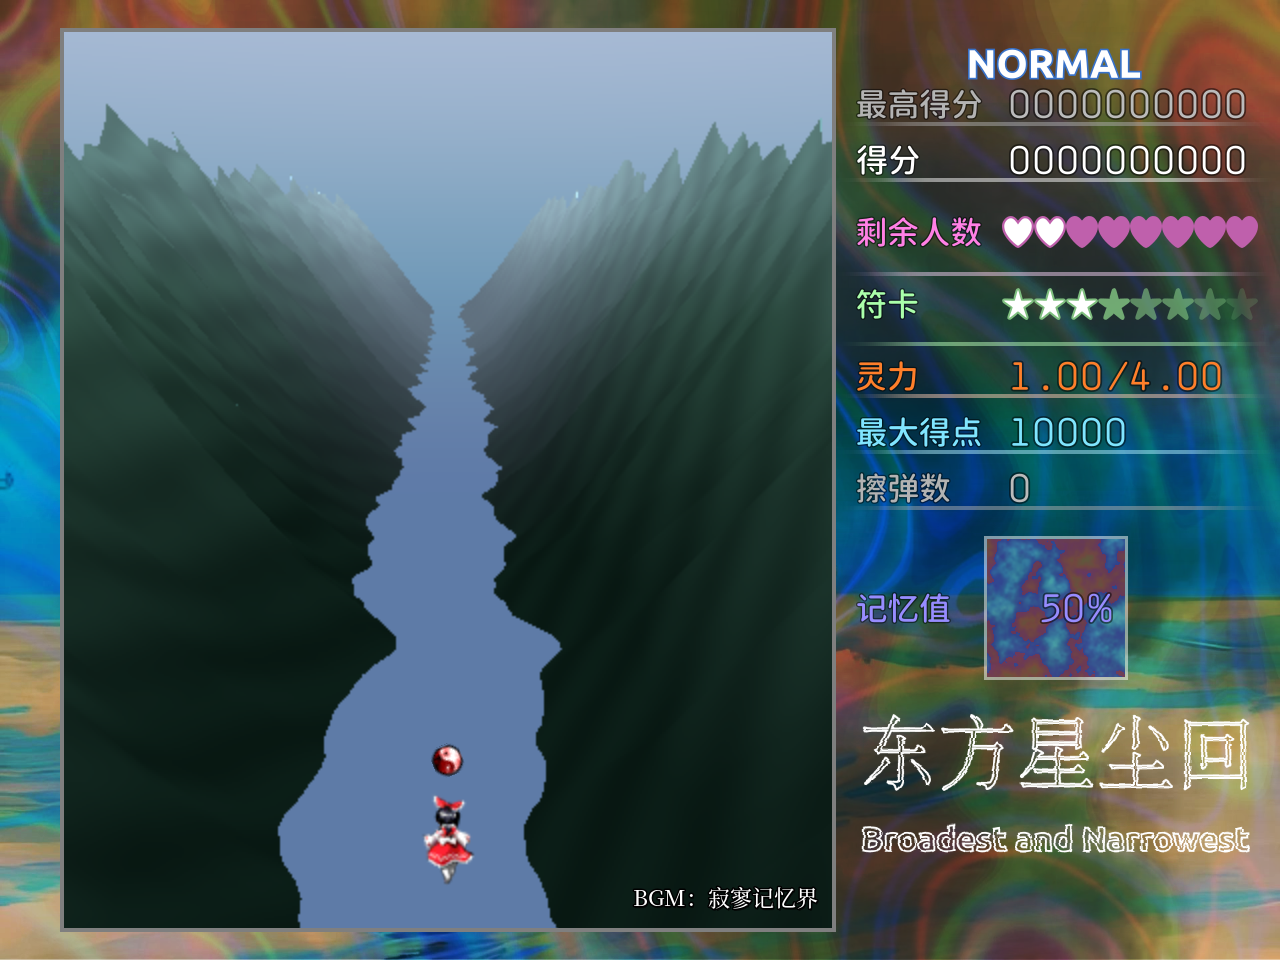 NORMAL
最高得分 0000000000
得分 0000000000
剩余人数
符卡
灵力 1.00/4.00
最大得点 10000
擦弹数 0
记忆值 50%
东方星尘回
Broadest and Narrowest
BGM：寂寥记忆界